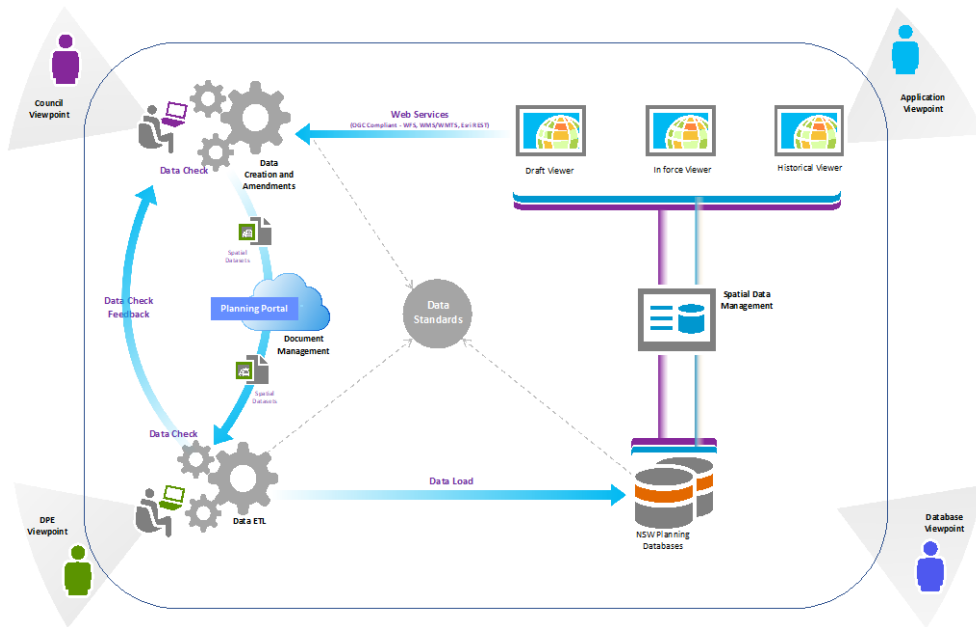 Council
Viewpoint
Application
Viewpoint
Web Services
(OGC Compliant - WFS, WMS/WMTS, Esri REST)
Data Check
Data
Creation and
Amendments
Draft Viewer
In force Viewer
Historical Viewer
Spatial
Datasets
Data Check
Feedback
Planning Portal
Document
Management
Data
Standards
Spatial Data
Management
Spatial
Datasets
Data Check
Data Load
Data ETL
DPE
Viewpoint
NSW Planning
Databases
Database
Viewpoint